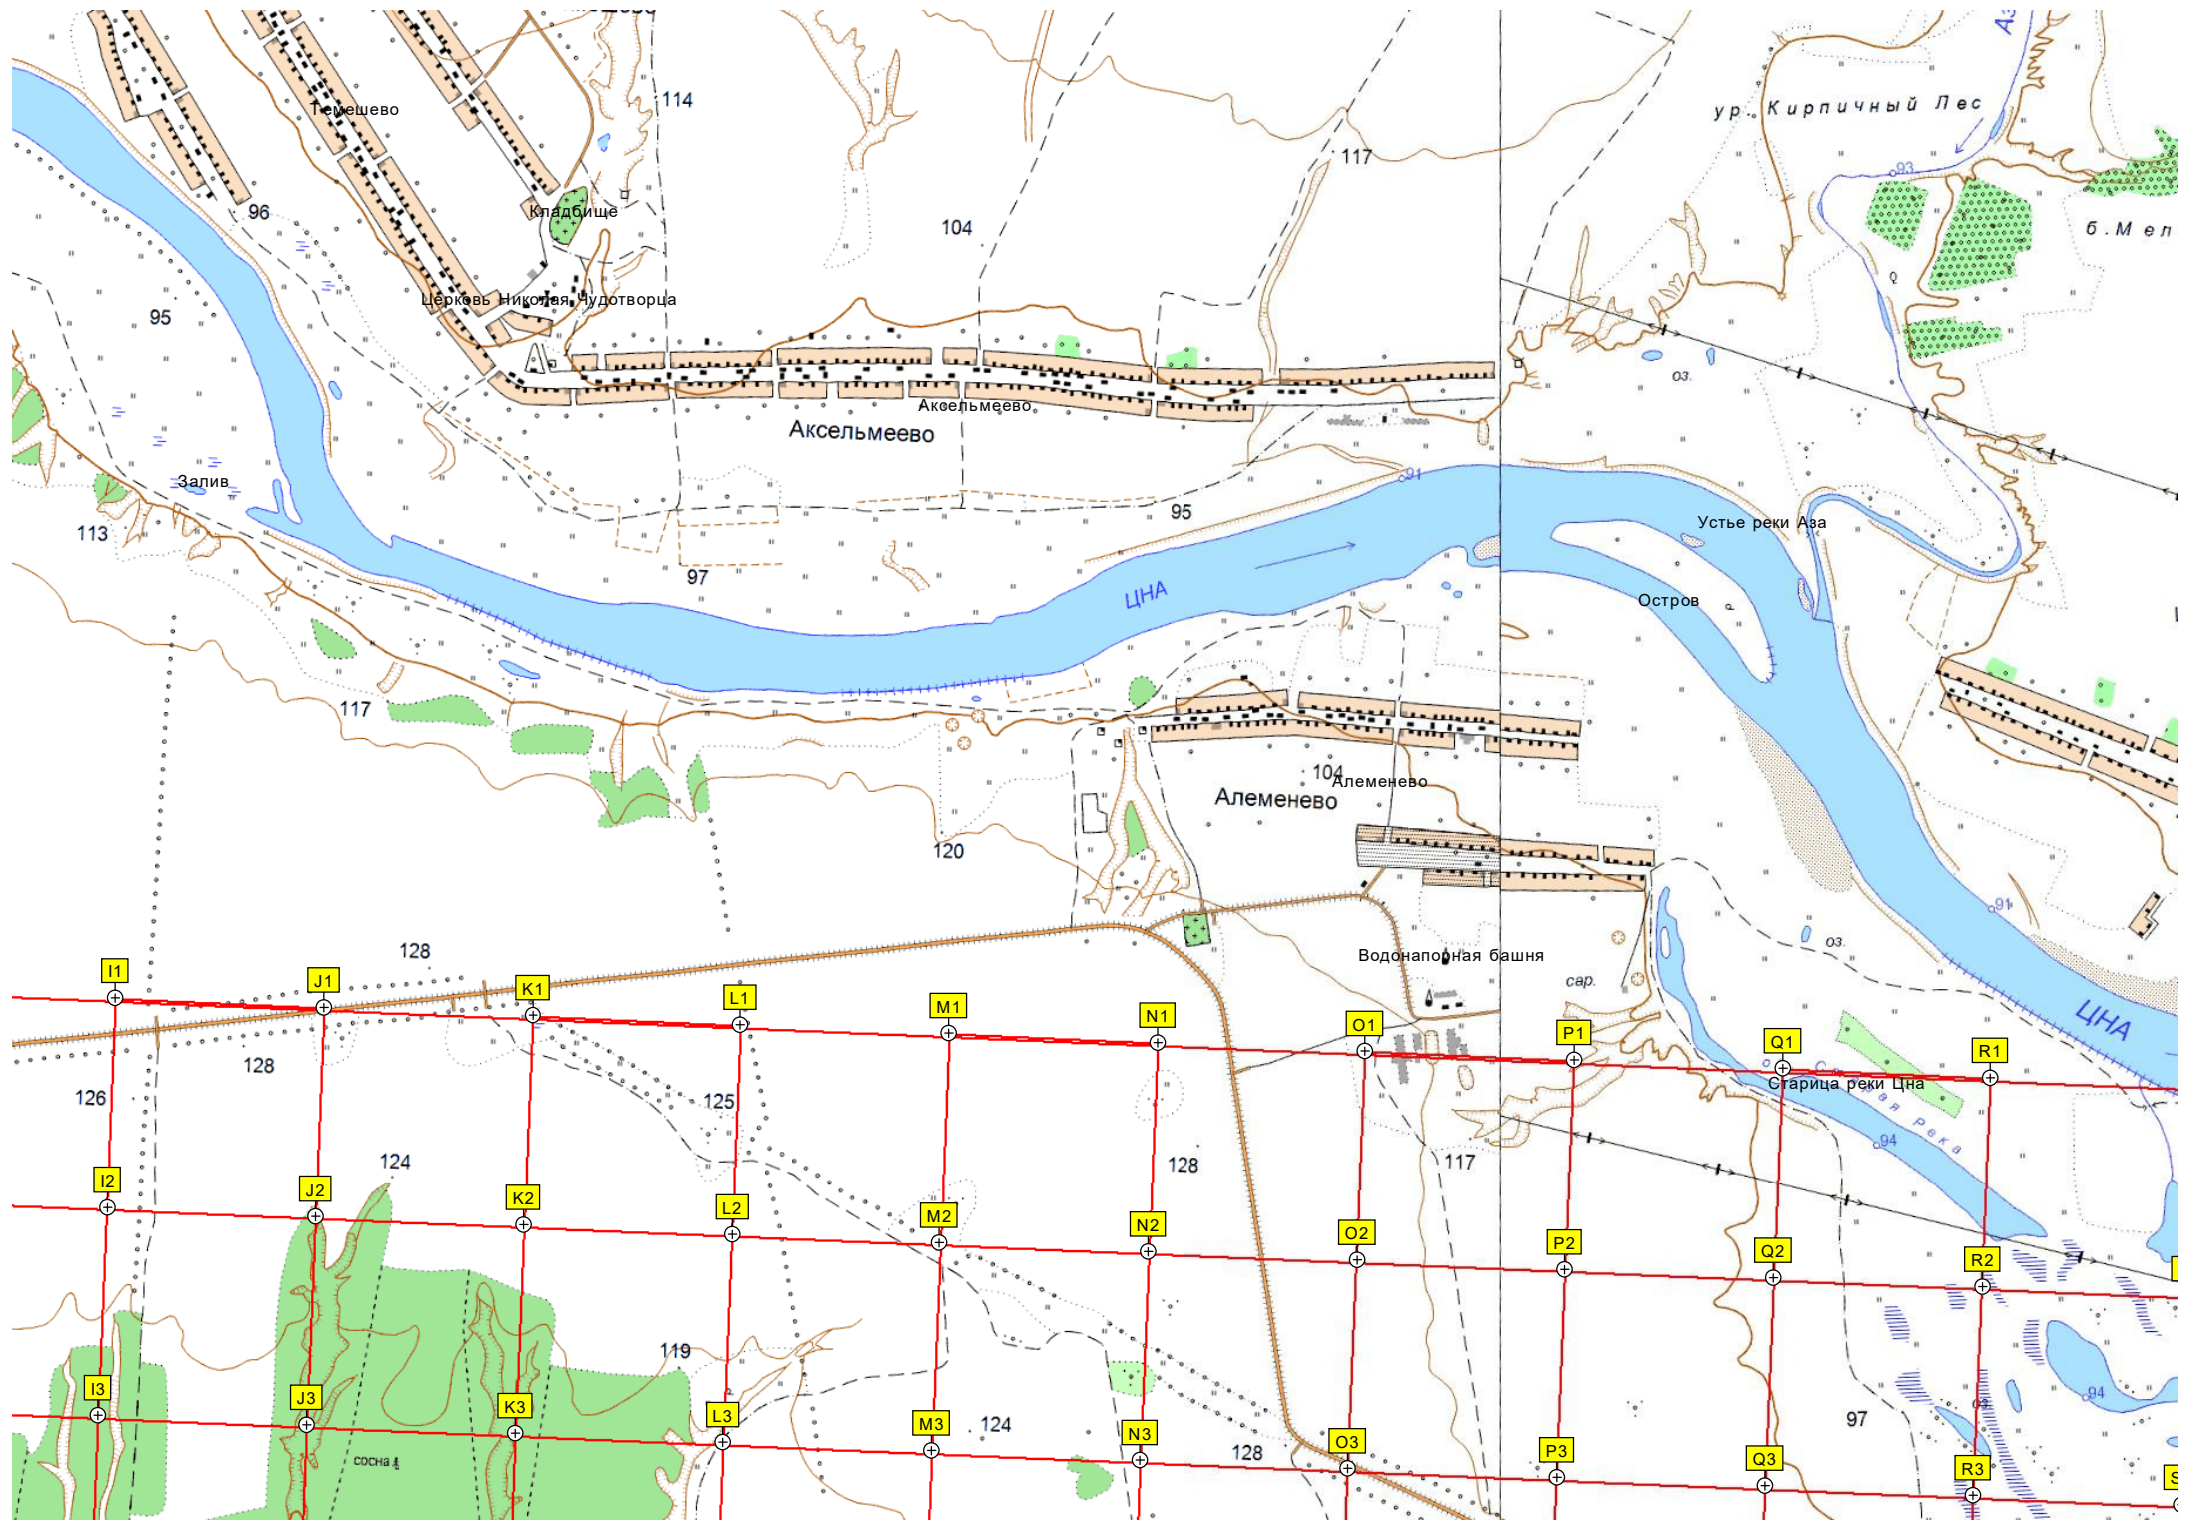 Аз
114
Темешево
ур. Кирпичный Лес
117
93
96
Кладбище
104
б. Мел
Церковь Николая Чудотворца
95
оз.
Аксельмеево
Аксельмеево
91
Залив
95
Устье реки Аза
113
97
ЦНА
Остров
117
104
Алеменево
Алеменево
120
91
128
оз.
Водонапорная башня
сар.
I1
J1
K1
L1
M1
N1
O1
P1
Q1
R1
ЦНА
128
126
125
Старица реки Цна
Старая Река
94
124
128
117
I2
J2
K2
L2
M2
N2
O2
P2
Q2
R2
119
94
I3
J3
K3
L3
M3
N3
O3
P3
Q3
R3
S
оз.
97
124
128
сосна